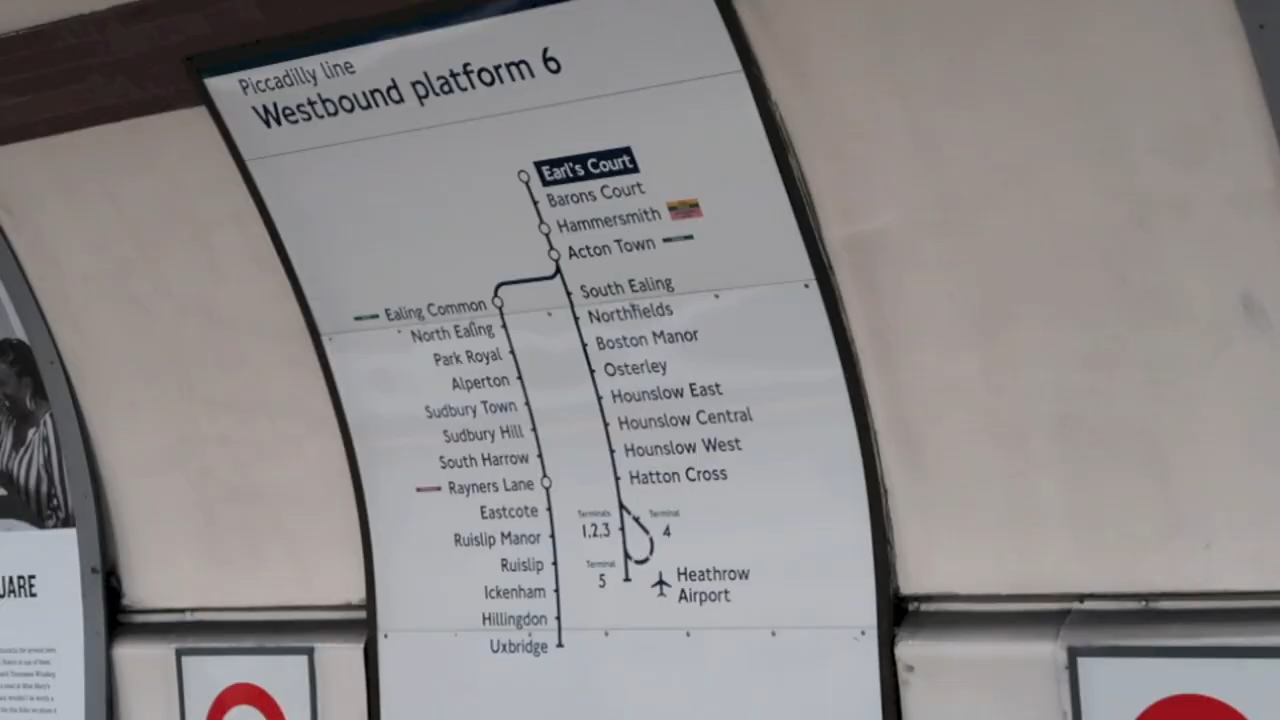 Piccadilly line
Westbound platform 6
Earl's Court
Barons Court
Hammersmith
Acton Town
Ealing Common
North Ealing
Park Royal
Alperton
Sudbury Town
Sudbury Hill
South Harrow
Rayners Lane
Eastcote
Ruislip Manor
Ruislip
Ickenham
Hillingdon
Uxbridge
South Ealing
Northfields
Boston Manor
Osterley
Hounslow East
Hounslow Central
Hounslow West
Hatton Cross
Terminals
1,2,3
Terminal
4
Terminal
5
Heathrow
Airport
UARE